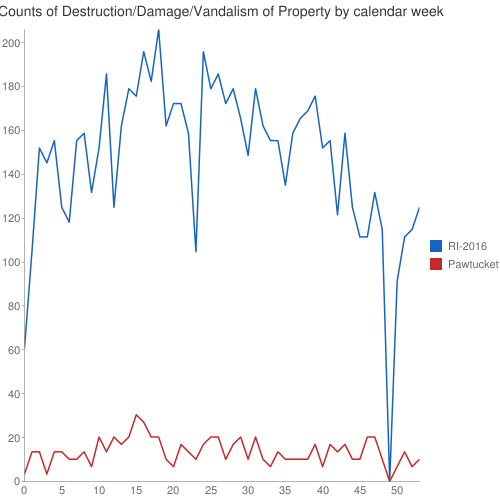 Counts of Destruction/Damage/Vandalism of Property by calendar week
200
180
160
140
120
100
80
60
40
20
0
RI-2016
Pawtucket
0 5 10 15 20 25 30 35 40 45 50